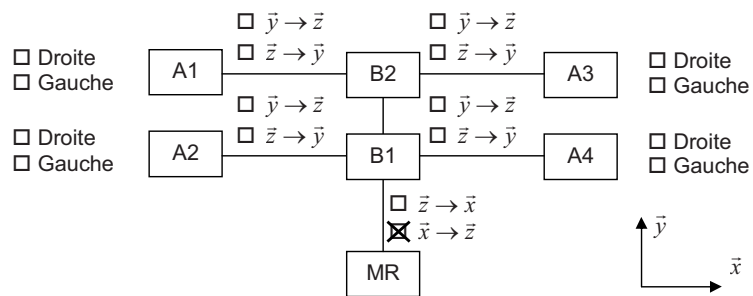 ☐ y⃗ → z⃗ ☐ y⃗ → z⃗
☐ Droite A1 ☐ z⃗ → y⃗ B2 ☐ z⃗ → y⃗ A3 ☐ Droite
☐ Gauche ☐ Gauche
☐ y⃗ → z⃗ ☐ y⃗ → z⃗
☐ Droite A2 ☐ z⃗ → y⃗ B1 ☐ z⃗ → y⃗ A4 ☐ Droite
☐ Gauche ☐ Gauche
☐ z⃗ → x⃗
☒ x⃗ → z⃗
y⃗
x⃗
MR